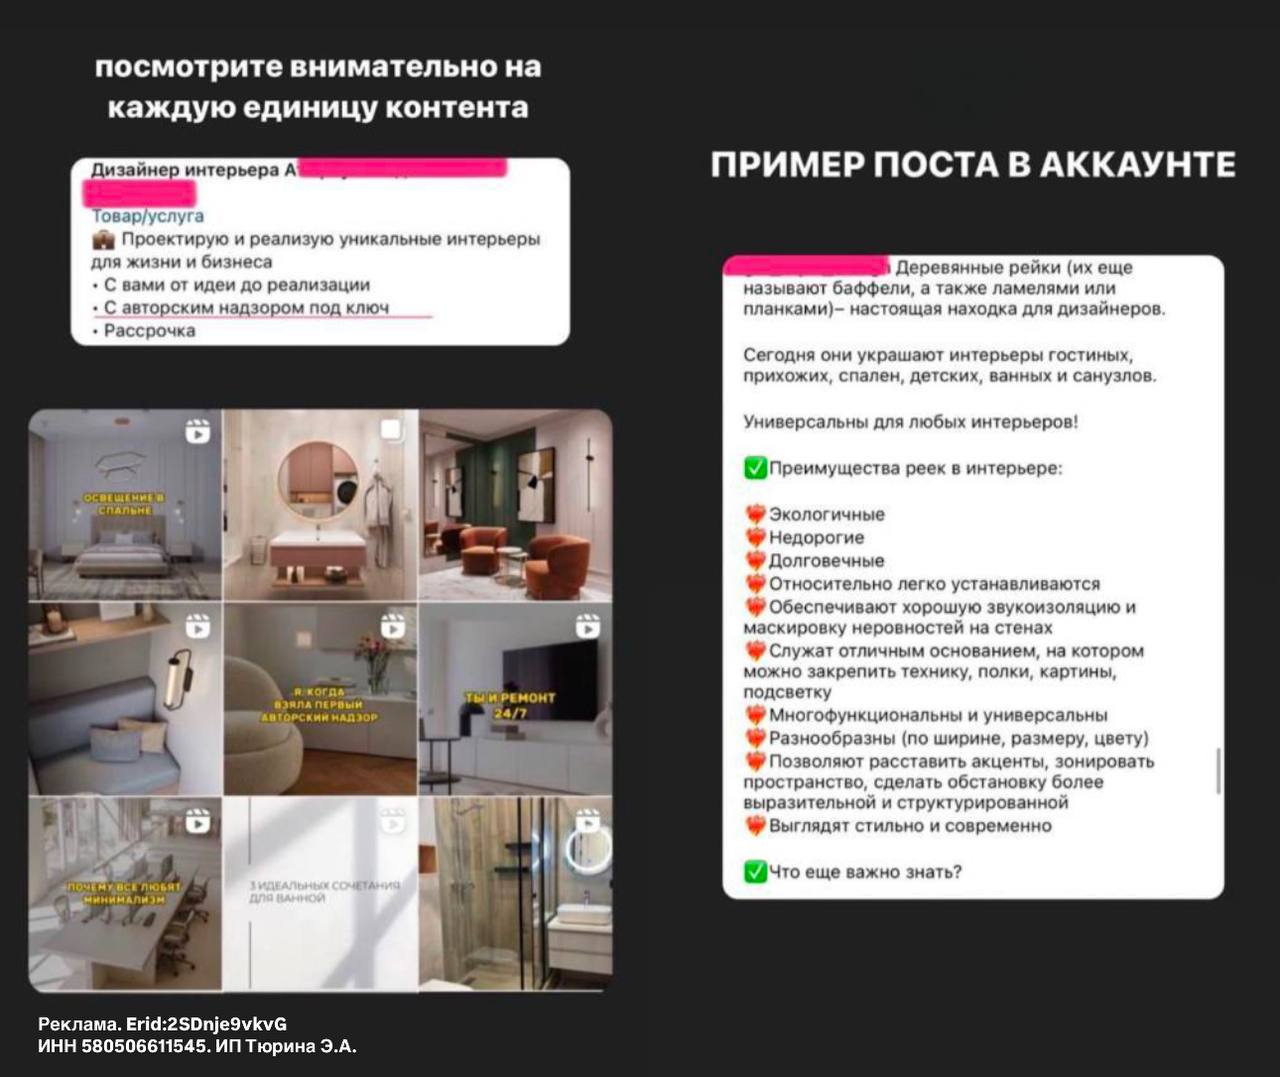 посмотрите внимательно на
каждую единицу контента
Дизайнер интерьера
Товар/услуга
💼 Проектирую и реализую уникальные интерьеры
для жизни и бизнеса
• С вами от идеи до реализации
• С авторским надзором под ключ
• Рассрочка
ОСВЕЩЕНИЕ В
СПАЛЬНЕ
Я, КОГДА
ВЗЯЛА ПЕРВЫЙ
АВТОРСКИЙ НАДЗОР
ТЫ И РЕМОНТ
24/7
ПОЧЕМУ ВСЕ ЛЮБЯТ
МИНИМАЛИЗМ
3 ИДЕАЛЬНЫХ СОЧЕТАНИЯ
ДЛЯ ВАННОЙ
Реклама. Erid:2SDnje9vkvG
ИНН 580506611545. ИП Тюрина Э.А.
ПРИМЕР ПОСТА В АККАУНТЕ
Деревянные рейки (их еще
называют баффели, а также ламелями или
планками)– настоящая находка для дизайнеров.
Сегодня они украшают интерьеры гостиных,
прихожих, спален, детских, ванных и санузлов.
Универсальны для любых интерьеров!
✅Преимущества реек в интерьере:
❤️‍🔥Экологичные
❤️‍🔥Недорогие
❤️‍🔥Долговечные
❤️‍🔥Относительно легко устанавливаются
❤️‍🔥Обеспечивают хорошую звукоизоляцию и
маскировку неровностей на стенах
❤️‍🔥Служат отличным основанием, на котором
можно закрепить технику, полки, картины,
подсветку
❤️‍🔥Многофункциональны и универсальны
❤️‍🔥Разнообразны (по ширине, размеру, цвету)
❤️‍🔥Позволяют расставить акценты, зонировать
пространство, сделать обстановку более
выразительной и структурированной
❤️‍🔥Выглядят стильно и современно
✅Что еще важно знать?